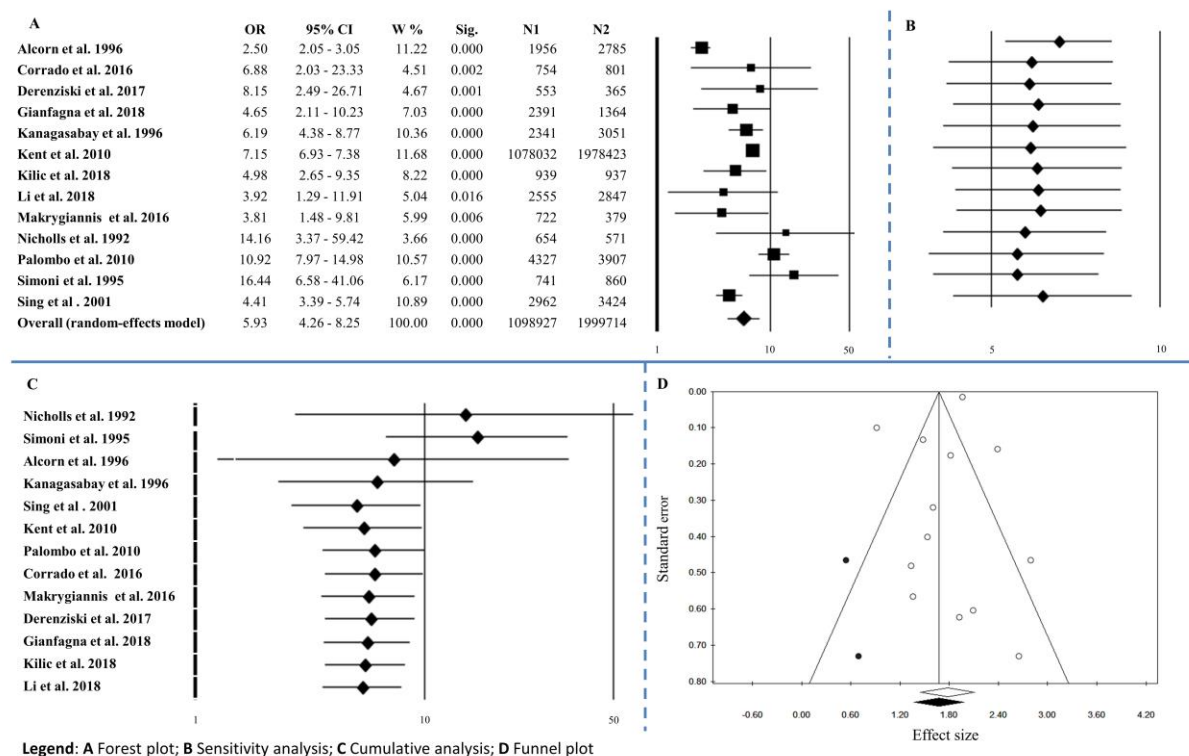 A
OR 95% CI W % Sig. N1 N2
Alcorn et al. 1996 2.50 2.05 - 3.05 11.22 0.000 1956 2785
Corrado et al. 2016 6.88 2.03 - 23.33 4.51 0.002 754 801
Derenziski et al. 2017 8.15 2.49 - 26.71 4.67 0.001 553 365
Gianfagna et al. 2018 4.65 2.11 - 10.23 7.03 0.000 2391 1364
Kanagasabay et al. 1996 6.19 4.38 - 8.77 10.36 0.000 2341 3051
Kent et al. 2010 7.15 6.93 - 7.38 11.68 0.000 1078032 1978423
Kilic et al. 2018 4.98 2.65 - 9.35 8.22 0.000 939 937
Li et al. 2018 3.92 1.29 - 11.91 5.04 0.016 2555 2847
Makrygiannis et al. 2016 3.81 1.48 - 9.81 5.99 0.006 722 379
Nicholls et al. 1992 14.16 3.37 - 59.42 3.66 0.000 654 571
Palombo et al. 2010 10.92 7.97 - 14.98 10.57 0.000 4327 3907
Simoni et al. 1995 16.44 6.58 - 41.06 6.17 0.000 741 860
Sing et al . 2001 4.41 3.39 - 5.74 10.89 0.000 2962 3424
Overall (random-effects model) 5.93 4.26 - 8.25 100.00 0.000 1098927 1999714
1 10 50
B
5 10
C
Nicholls et al. 1992
Simoni et al. 1995
Alcorn et al. 1996
Kanagasabay et al. 1996
Sing et al . 2001
Kent et al. 2010
Palombo et al. 2010
Corrado et al. 2016
Makrygiannis et al. 2016
Derenziski et al. 2017
Gianfagna et al. 2018
Kilic et al. 2018
Li et al. 2018
1 10 50
D
Standard error
0.00
0.10
0.20
0.30
0.40
0.50
0.60
0.70
0.80
-0.60 0.00 0.60 1.20 1.80 2.40 3.00 3.60 4.20
Effect size
Legend: A Forest plot; B Sensitivity analysis; C Cumulative analysis; D Funnel plot